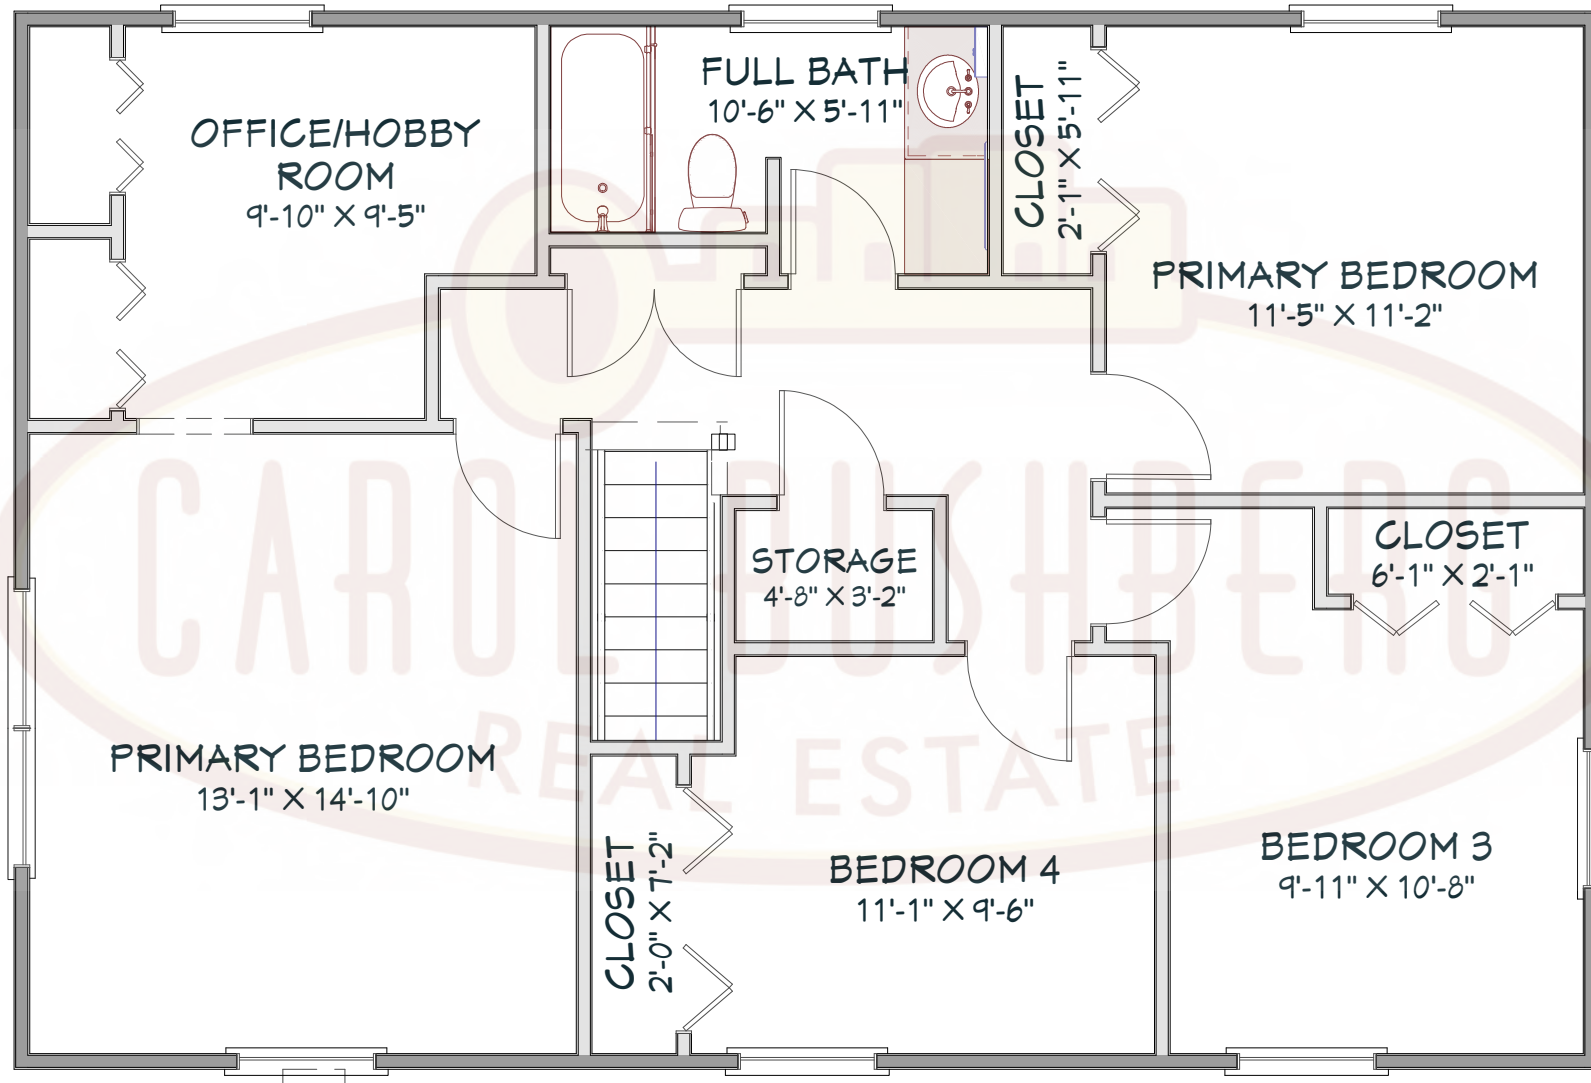 FULL BATH
10'-6" X 5'-11"
OFFICE/HOBBY
ROOM
9'-10" X 9'-5"
CLOSET
2'-1" X 5'-11"
PRIMARY BEDROOM
11'-5" X 11'-2"
CAROL BUSHBERG
REAL ESTATE
STORAGE
4'-8" X 3'-2"
CLOSET
6'-1" X 2'-1"
PRIMARY BEDROOM
13'-1" X 14'-10"
CLOSET
2'-0" X 7'-2"
BEDROOM 4
11'-1" X 9'-6"
BEDROOM 3
9'-11" X 10'-8"